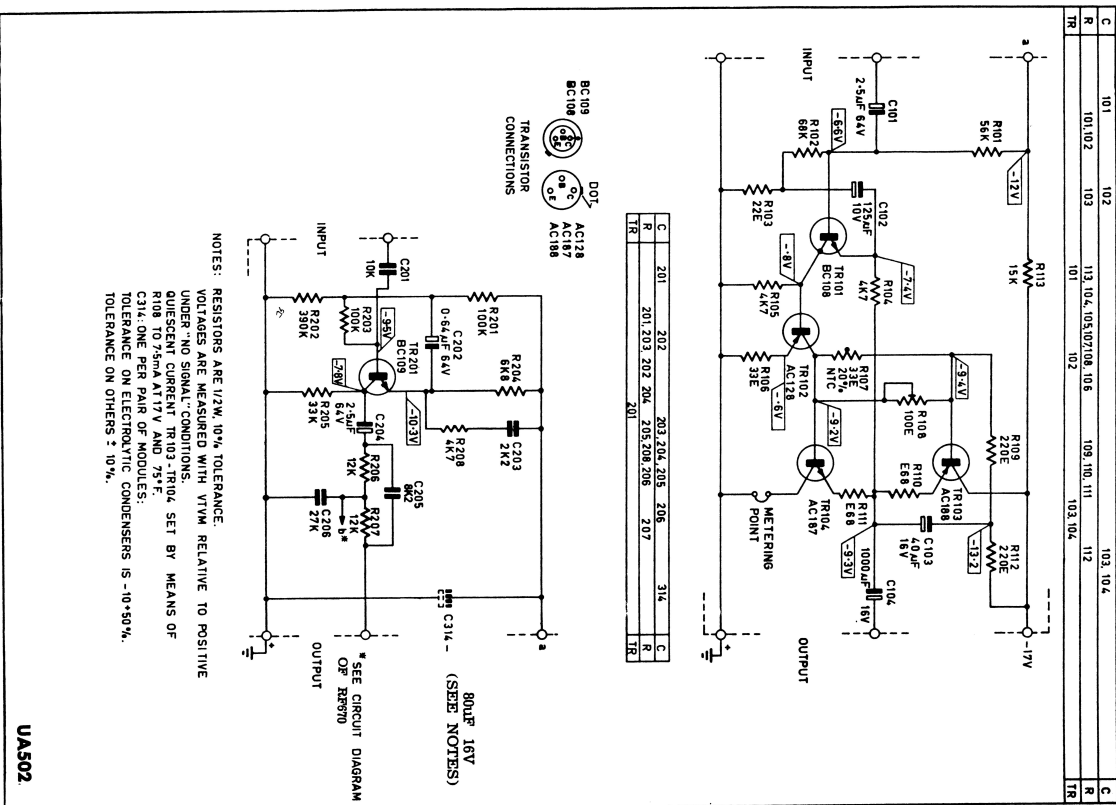 C 101 102 103, 104 C
R 101,102 103 113, 104, 105,107,108, 106 109, 110, 111 112 R
TR 101 102 103, 104 TR
a
-12V
R113
15K
-17V
R101
56K
C101
2·5µF 64V
INPUT
-6·6V
R102
68K
C102
125µF
10V
R103
22E
-7·4V
R104
4K7
TR101
BC108
-·8V
R105
4K7
TR102
AC128
-·6V
R106
33E
R107
33E
20%
NTC
-9·4V
R108
100E
-9·2V
R109
220E
R112
220E
-13·2
TR103
AC188
R110
E68
R111
E68
C103
40µF
16V
-9·3V
C104
1000µF 16V
TR104
AC187
METERING
POINT
OUTPUT
BC109
BC108
B C E
DOT
B C E
AC128
AC187
AC188
TRANSISTOR
CONNECTIONS
C 201 202 203, 204, 205 206 314 C
R 201, 203, 202 202 204 205,208, 206 207 R
TR 201 TR
INPUT
C201
10K
R201
100K
C202
0·64µF 64V
R203
100K
R202
390K
-95V
TR201
BC109
R204
6K8
-10·3V
-7·8V
R205
33K
C203
2K2
R208
4K7
C204
2·5µF
64V
C205
8K2
R206
12K
R207
12K
b*
C206
27K
C314 -
80uF 16V
(SEE NOTES)
a
+
OUTPUT
* SEE CIRCUIT DIAGRAM
OF RF670
NOTES: RESISTORS ARE 1/2W, 10% TOLERANCE.
VOLTAGES ARE MEASURED WITH VTVM RELATIVE TO POSITIVE
UNDER "NO SIGNAL" CONDITIONS.
QUIESCENT CURRENT TR103 - TR104 SET BY MEANS OF
R108 TO 7·5mA AT 17V AND 75°F.
C314: ONE PER PAIR OF MODULES:
TOLERANCE ON ELECTROLYTIC CONDENSERS IS -10+50%.
TOLERANCE ON OTHERS ± 10%.
UA502